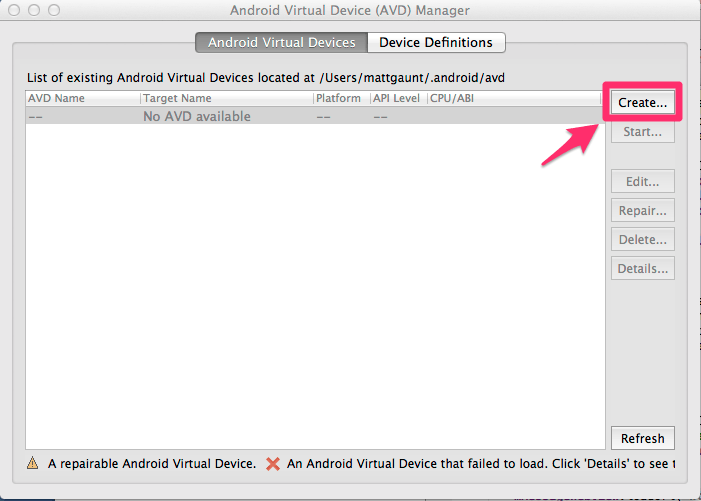 Android Virtual Device (AVD) Manager
Android Virtual Devices Device Definitions
List of existing Android Virtual Devices located at /Users/mattgaunt/.android/avd
AVD Name Target Name Platform API Level CPU/ABI
-- No AVD available -- --
Create...
Start...
Edit...
Repair...
Delete...
Details...
Refresh
A repairable Android Virtual Device. An Android Virtual Device that failed to load. Click 'Details' to see t